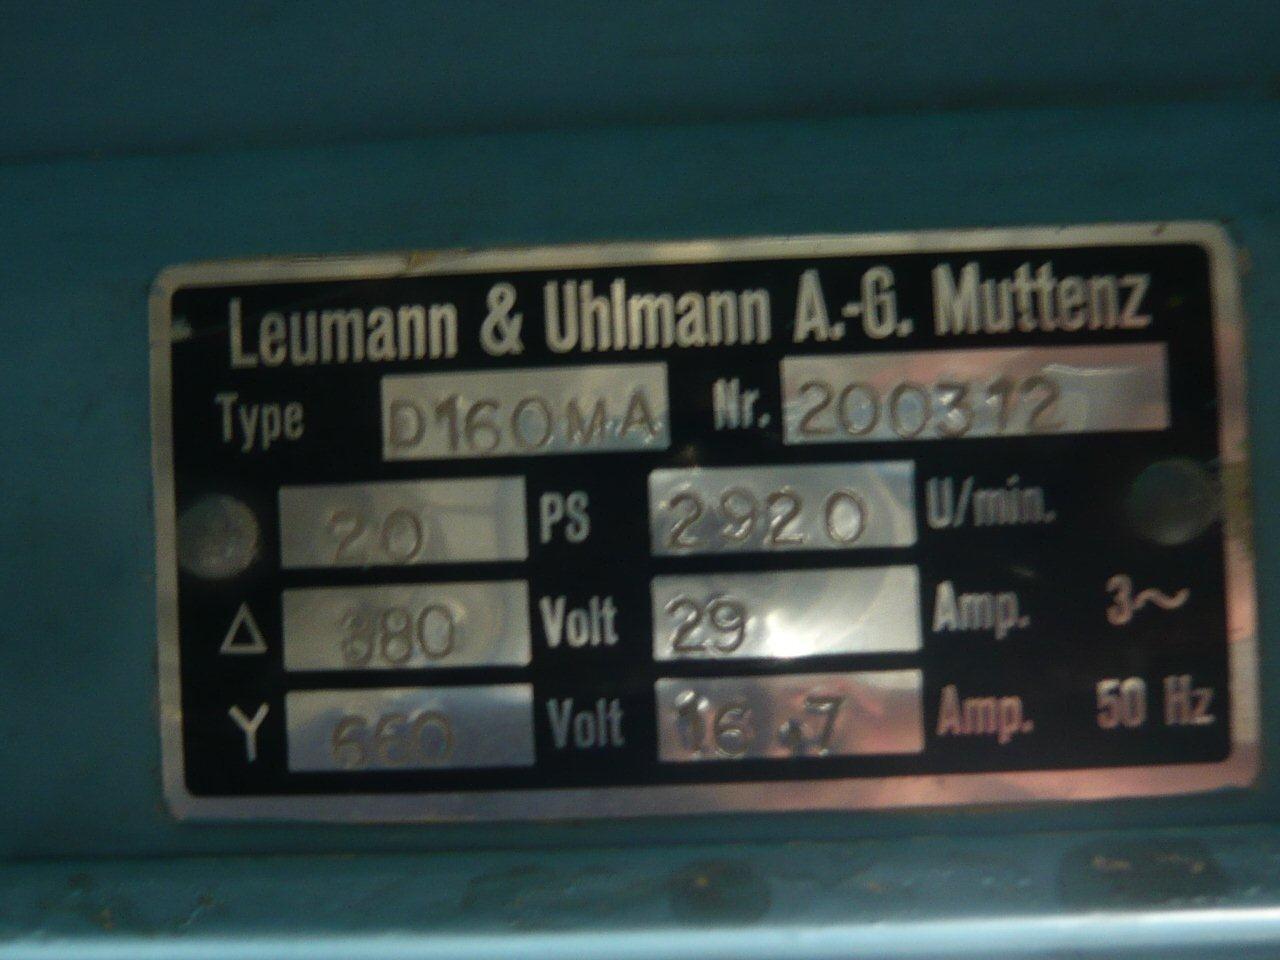 Leumann & Uhlmann A.-G. Muttenz
Type D160MA Nr. 200312
20 PS 2920 U/min.
Δ 380 Volt 29 Amp. 3~
Y 660 Volt 16.7 Amp. 50 Hz